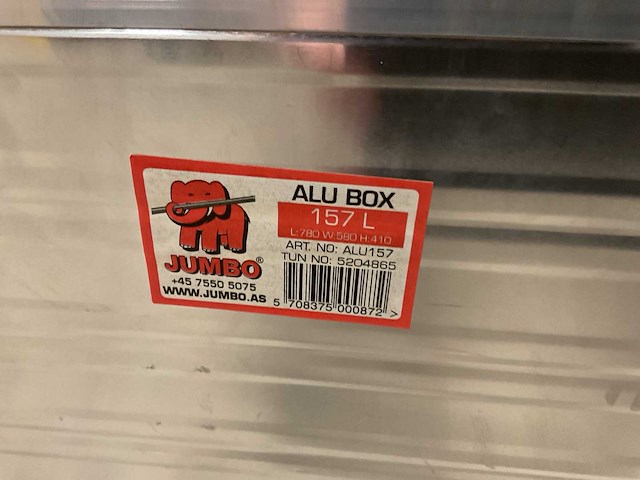 ALU BOX
157 L
L:780 W:580 H:410
ART. NO: ALU157
TUN NO: 5204865
JUMBO®
+45 7550 5075
WWW.JUMBO.AS
5 708375 000872 >